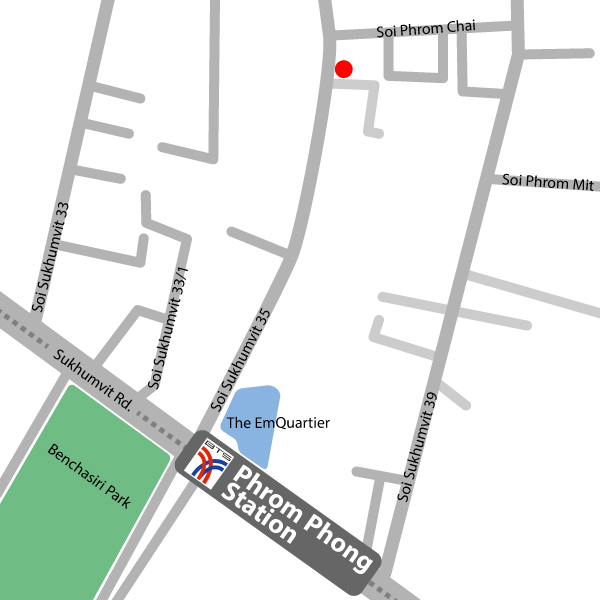 Soi Phrom Chai
Soi Phrom Mit
Soi Sukhumvit 33
Soi Sukhumvit 33/1
Soi Sukhumvit 35
Sukhumvit Rd.
Soi Sukhumvit 39
The EmQuartier
Benchasiri Park
BTS
Phrom Phong
Station